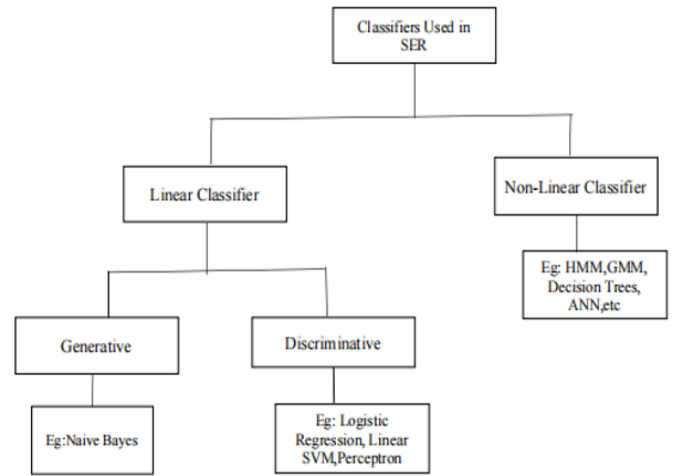 Classifiers Used in
SER
Linear Classifier
Non-Linear Classifier
Eg: HMM,GMM,
Decision Trees,
ANN,etc
Generative
Discriminative
Eg:Naive Bayes
Eg: Logistic
Regression, Linear
SVM,Perceptron